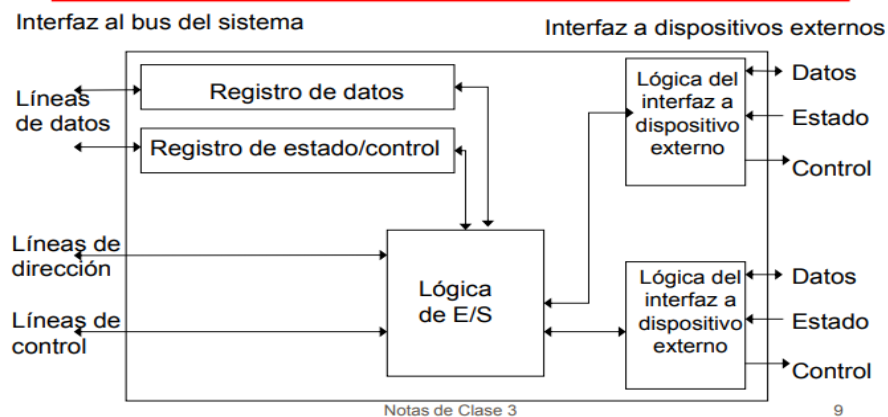 Interfaz al bus del sistema
Interfaz a dispositivos externos
Líneas
de datos
Registro de datos
Registro de estado/control
Líneas de
dirección
Líneas de
control
Lógica
de E/S
Lógica del
interfaz a
dispositivo
externo
Datos
Estado
Control
Lógica del
interfaz a
dispositivo
externo
Datos
Estado
Control
Notas de Clase 3
9